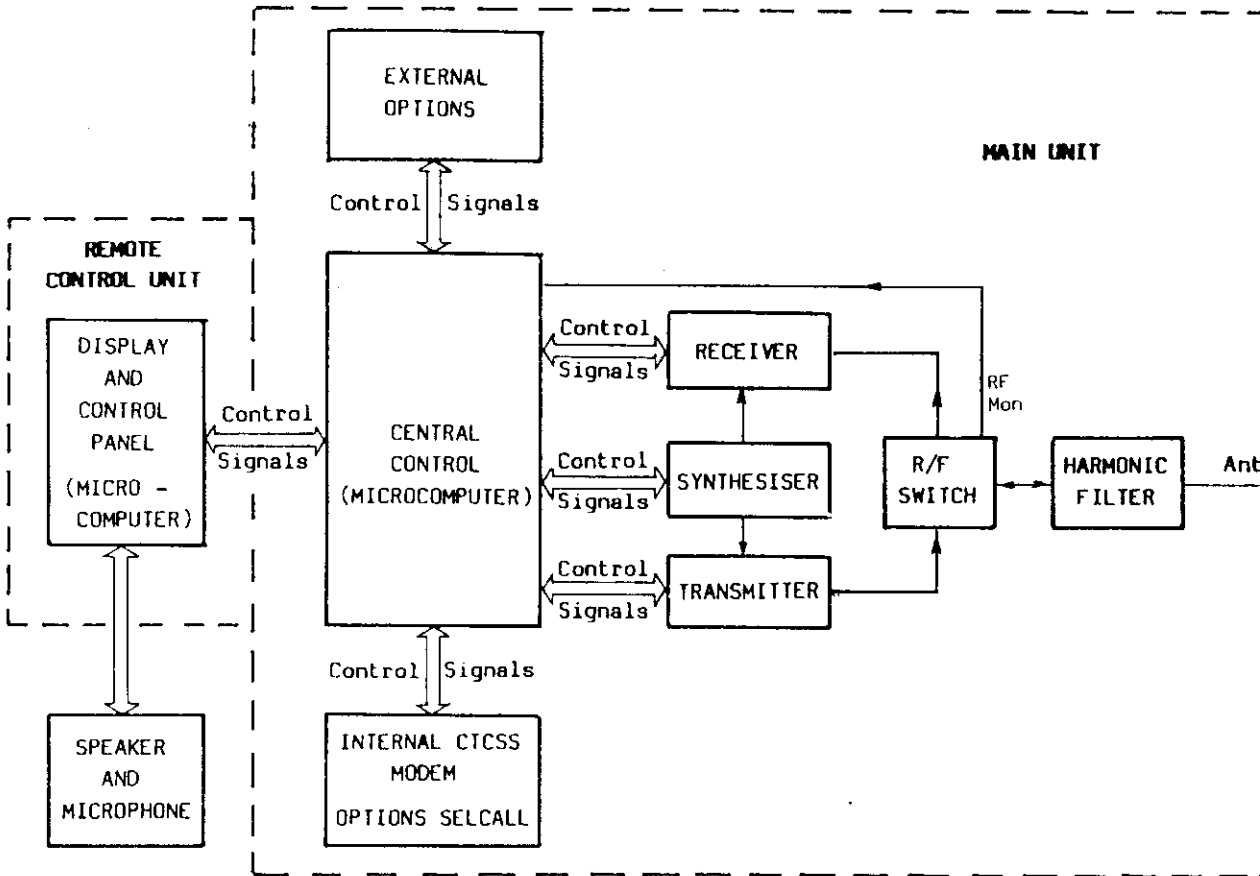 EXTERNAL
OPTIONS
MAIN UNIT
Control Signals
REMOTE
CONTROL UNIT
DISPLAY
AND
CONTROL
PANEL
(MICRO -
COMPUTER)
Control
Signals
CENTRAL
CONTROL
(MICROCOMPUTER)
Control
Signals
RECEIVER
RF
Mon
Control
Signals
SYNTHESISER
R/F
SWITCH
HARMONIC
FILTER
Ant
Control
Signals
TRANSMITTER
Control Signals
SPEAKER
AND
MICROPHONE
INTERNAL CTCSS
MODEM
OPTIONS SELCALL